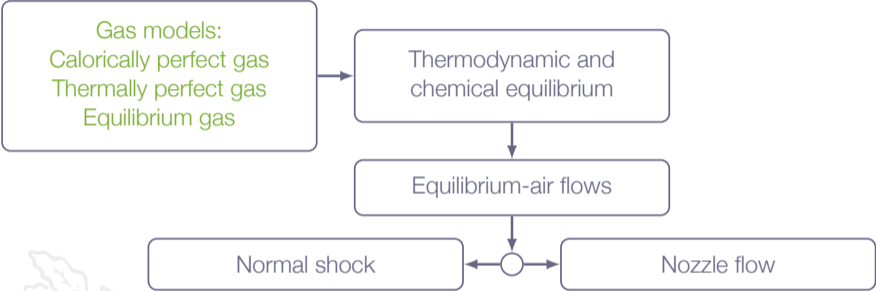 Gas models:
Calorically perfect gas
Thermally perfect gas
Equilibrium gas
Thermodynamic and
chemical equilibrium
Equilibrium-air flows
Normal shock
Nozzle flow